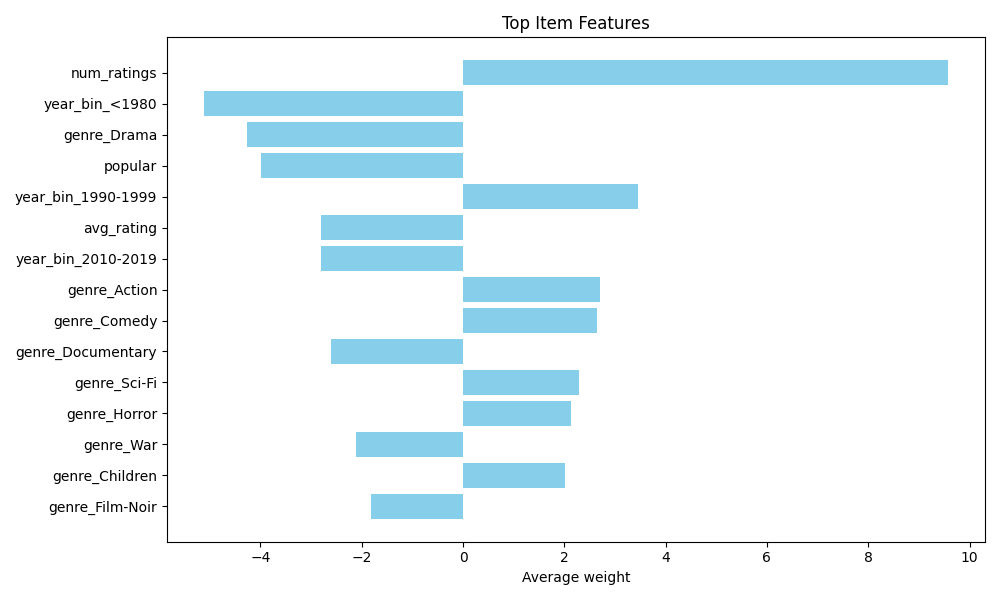 Top Item Features
num_ratings
year_bin_<1980
genre_Drama
popular
year_bin_1990-1999
avg_rating
year_bin_2010-2019
genre_Action
genre_Comedy
genre_Documentary
genre_Sci-Fi
genre_Horror
genre_War
genre_Children
genre_Film-Noir
−4 −2 0 2 4 6 8 10
Average weight